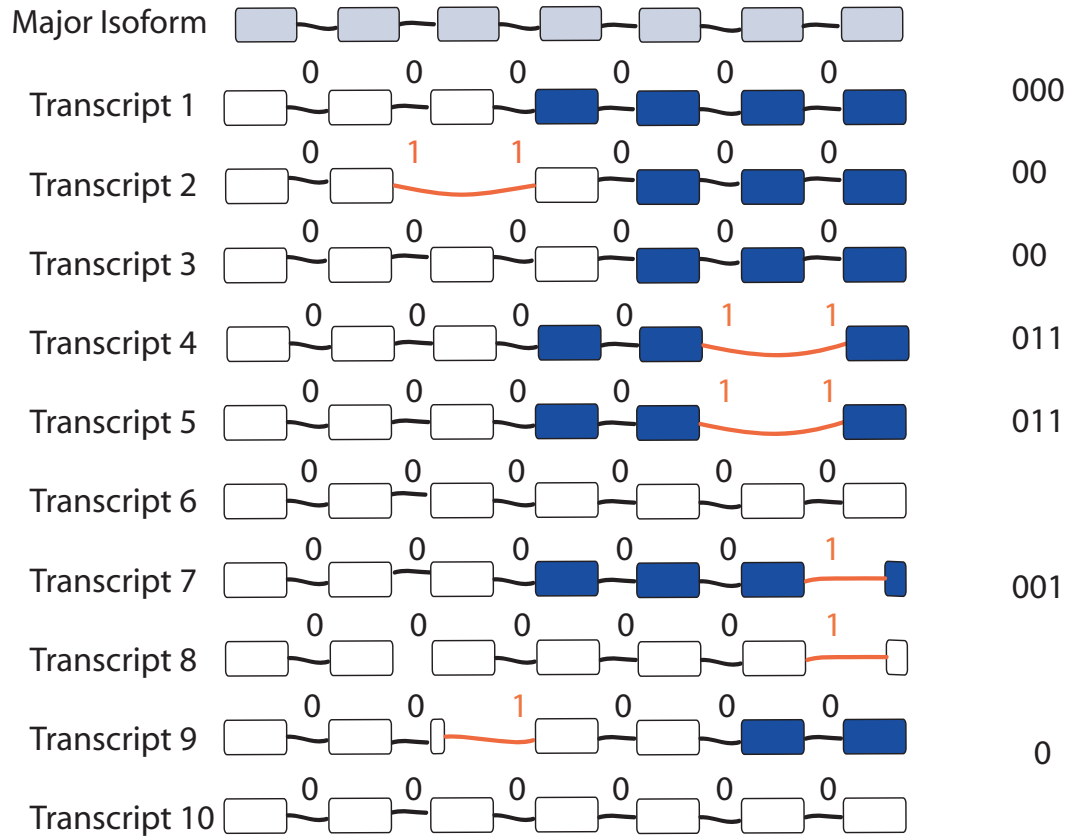 Major Isoform
0 0 0 0 0 0
Transcript 1 000
0 1 1 0 0 0
Transcript 2 00
0 0 0 0 0 0
Transcript 3 00
0 0 0 0 1 1
Transcript 4 011
0 0 0 0 1 1
Transcript 5 011
0 0 0 0 0 0
Transcript 6
0 0 0 0 0 1
Transcript 7 001
0 0 0 0 0 1
Transcript 8
0 0 1 0 0 0
Transcript 9 0
0 0 0 0 0 0
Transcript 10